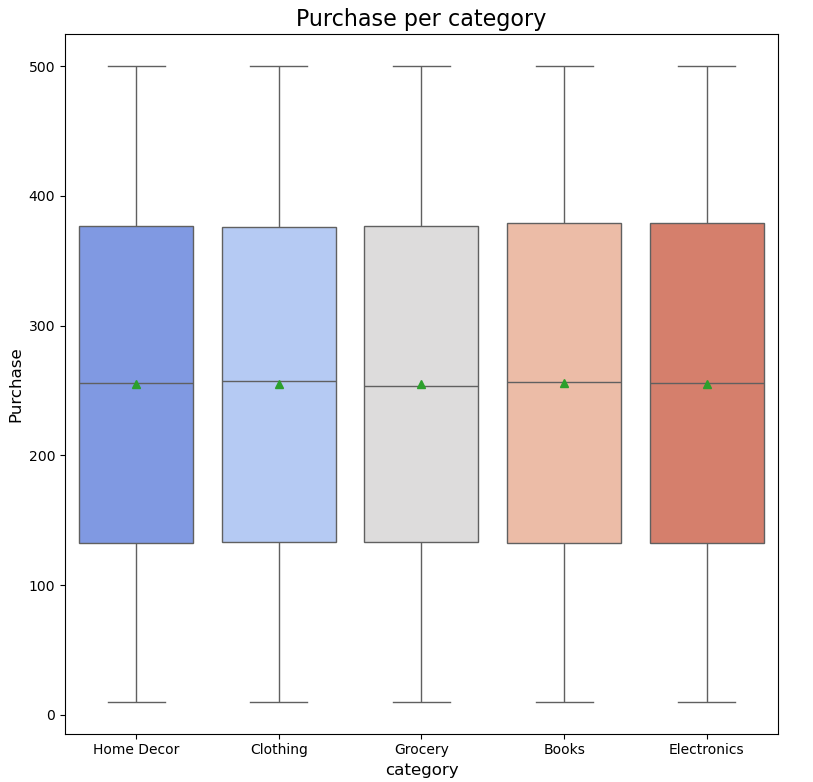 Purchase per category
Purchase
500
400
300
200
100
0
Home Decor
Clothing
Grocery
Books
Electronics
category